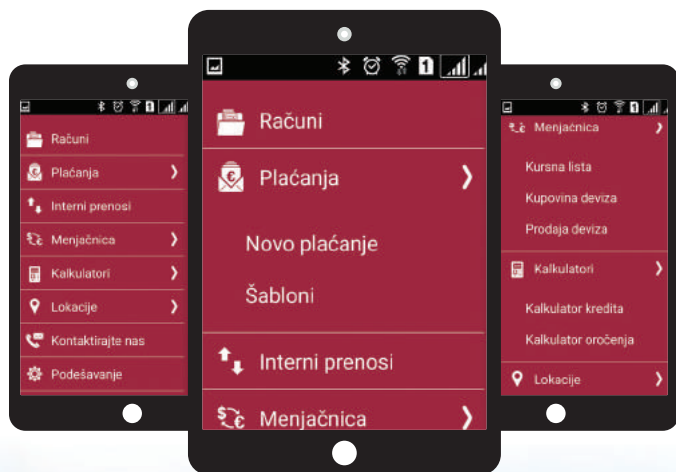 Računi
Plaćanja
Interni prenosi
Menjačnica
Kalkulatori
Lokacije
Kontaktirajte nas
Podešavanje
1
Računi
Plaćanja
Novo plaćanje
Šabloni
Interni prenosi
Menjačnica
Menjačnica
Kursna lista
Kupovina deviza
Prodaja deviza
Kalkulatori
Kalkulator kredita
Kalkulator oročenja
Lokacije